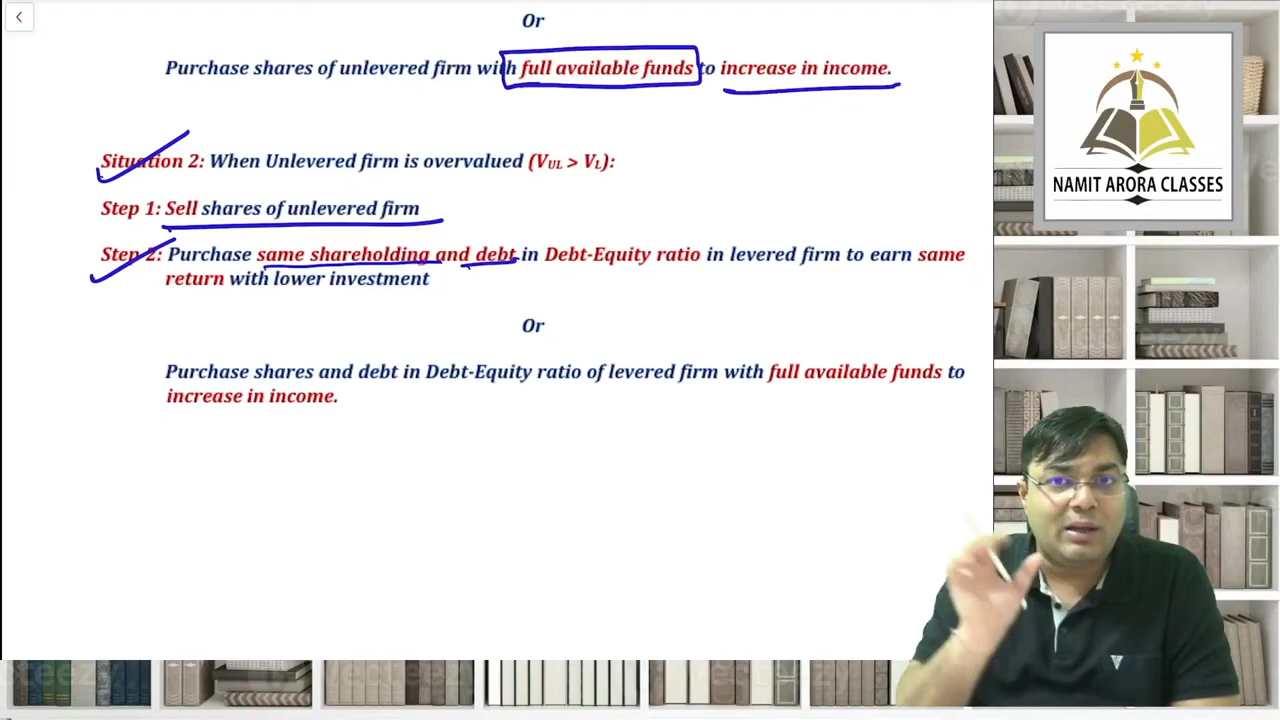 Or
Purchase shares of unlevered firm with full available funds to increase in income.
Situation 2: When Unlevered firm is overvalued (VUL > VL):
Step 1: Sell shares of unlevered firm
Step 2: Purchase same shareholding and debt in Debt-Equity ratio in levered firm to earn same
return with lower investment
Or
Purchase shares and debt in Debt-Equity ratio of levered firm with full available funds to
increase in income.
NAMIT ARORA CLASSES